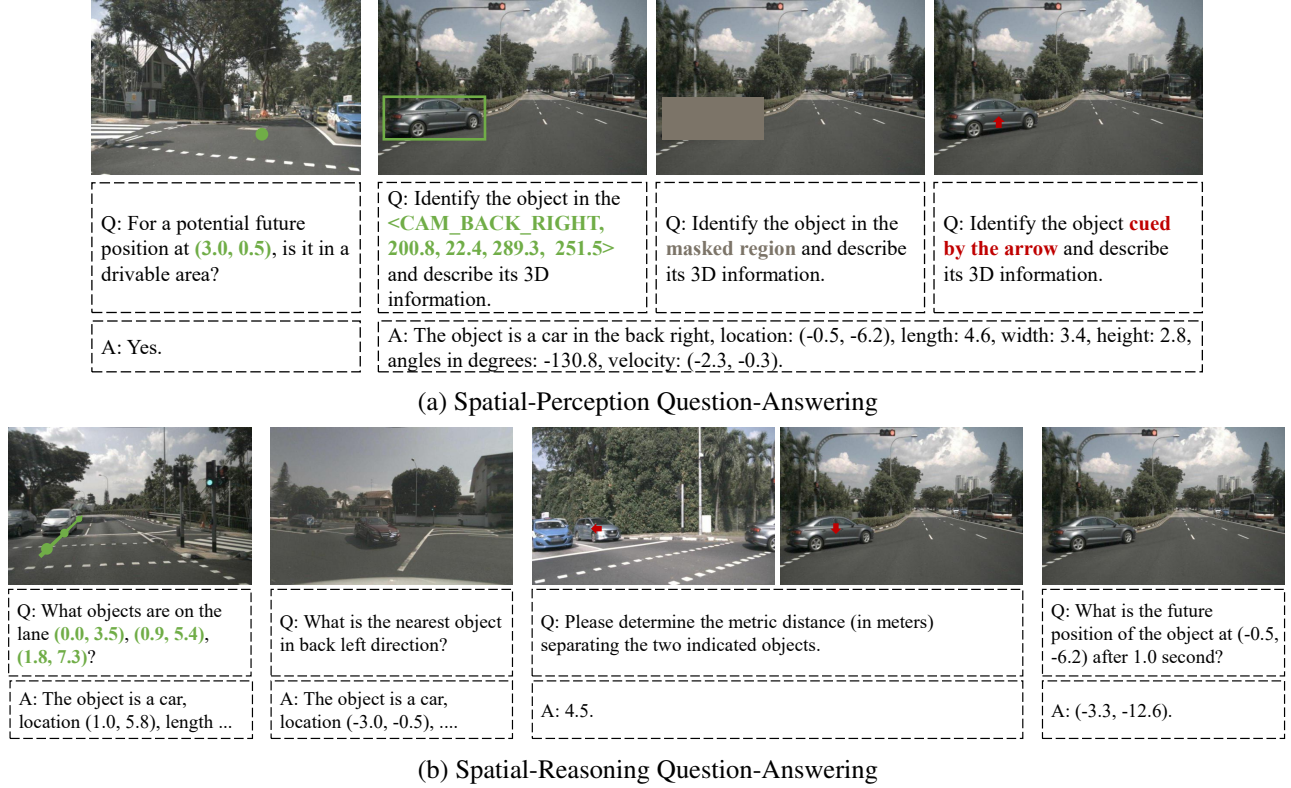 Q: For a potential future
position at (3.0, 0.5), is it in a
drivable area?
Q: Identify the object in the
<CAM_BACK_RIGHT,
200.8, 22.4, 289.3, 251.5>
and describe its 3D
information.
Q: Identify the object in the
masked region and describe
its 3D information.
Q: Identify the object cued
by the arrow and describe
its 3D information.
A: Yes.
A: The object is a car in the back right, location: (-0.5, -6.2), length: 4.6, width: 3.4, height: 2.8,
angles in degrees: -130.8, velocity: (-2.3, -0.3).
(a) Spatial-Perception Question-Answering
Q: What objects are on the
lane (0.0, 3.5), (0.9, 5.4),
(1.8, 7.3)?
Q: What is the nearest object
in back left direction?
Q: Please determine the metric distance (in meters)
separating the two indicated objects.
Q: What is the future
position of the object at (-0.5,
-6.2) after 1.0 second?
A: The object is a car,
location (1.0, 5.8), length ...
A: The object is a car,
location (-3.0, -0.5), ....
A: 4.5.
A: (-3.3, -12.6).
(b) Spatial-Reasoning Question-Answering